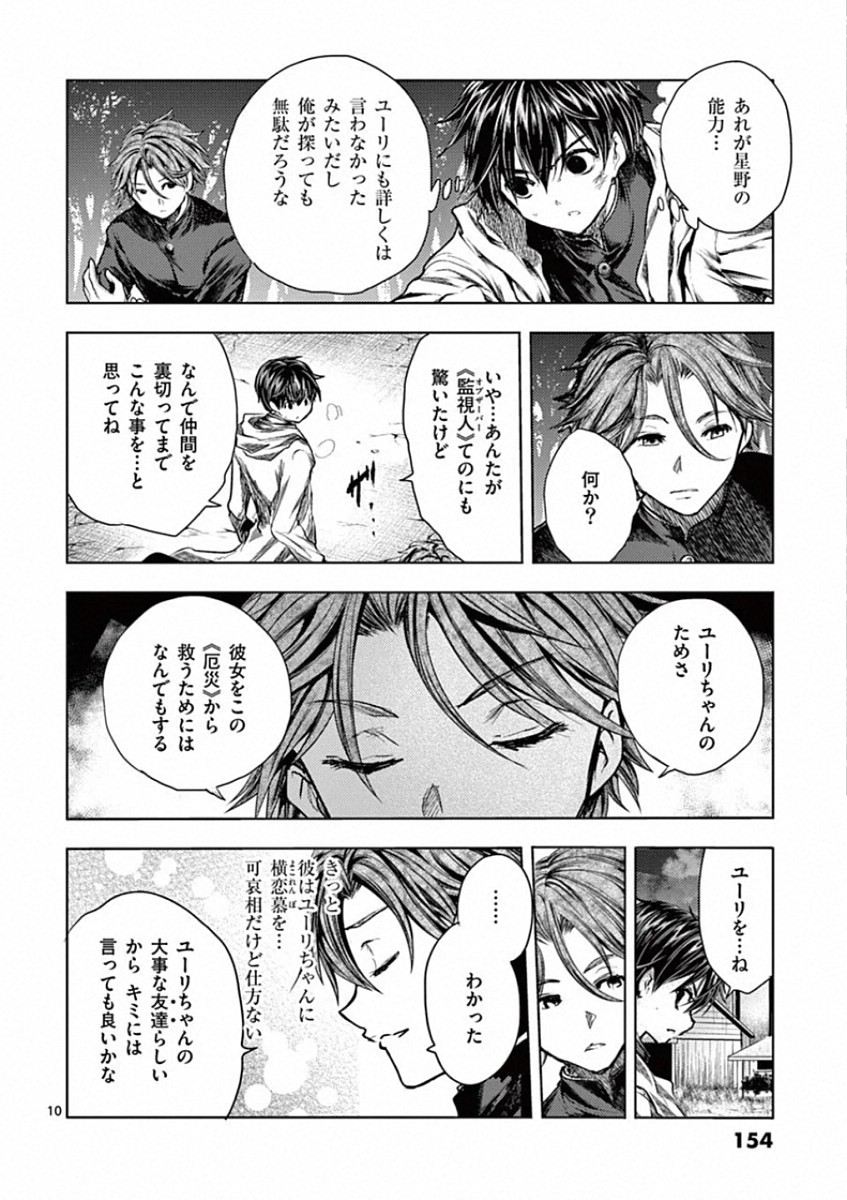 あれが星野の
能力…
ユーリにも詳しくは
言わなかった
みたいだし
俺が探っても
無駄だろうな
何か?
いや…あんたが
《監視人》てのにも
オブザーバー
驚いたけど
なんで仲間を
裏切ってまで
こんな事を…と
思ってね
ユーリちゃんの
ためさ
彼女をこの
《厄災》から
救うためには
なんでもする
ユーリを…ね
……
わかった
きっと
彼はユーリちゃんに
横恋慕を…
よこれんぼ
可哀相だけど仕方ない
ユーリちゃんの
大事な友達らしい
から キミには
言っても良いかな
10
154